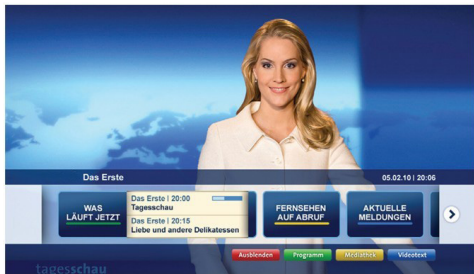 Das Erste
05.02.10 | 20:06
WAS
LÄUFT JETZT
Das Erste | 20:00
Tagesschau
Das Erste | 20:15
Liebe und andere Delikatessen
FERNSEHEN
AUF ABRUF
AKTUELLE
MELDUNGEN
Ausblenden
Programm
Mediathek
Videotext
tagesschau